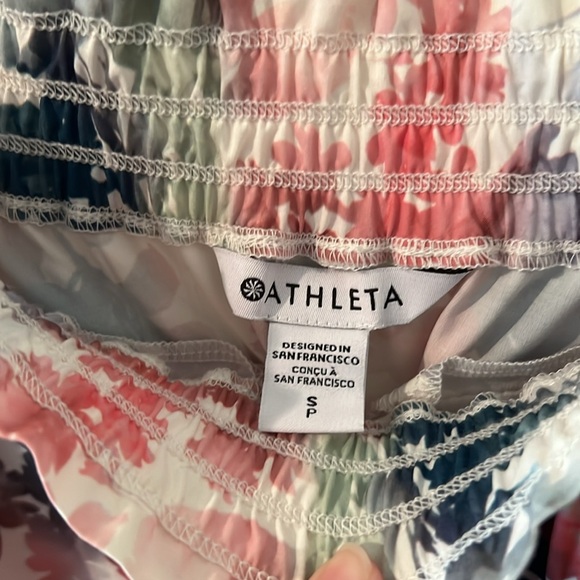 ATHLETA
DESIGNED IN
SAN FRANCISCO
CONÇU À
SAN FRANCISCO
S
P